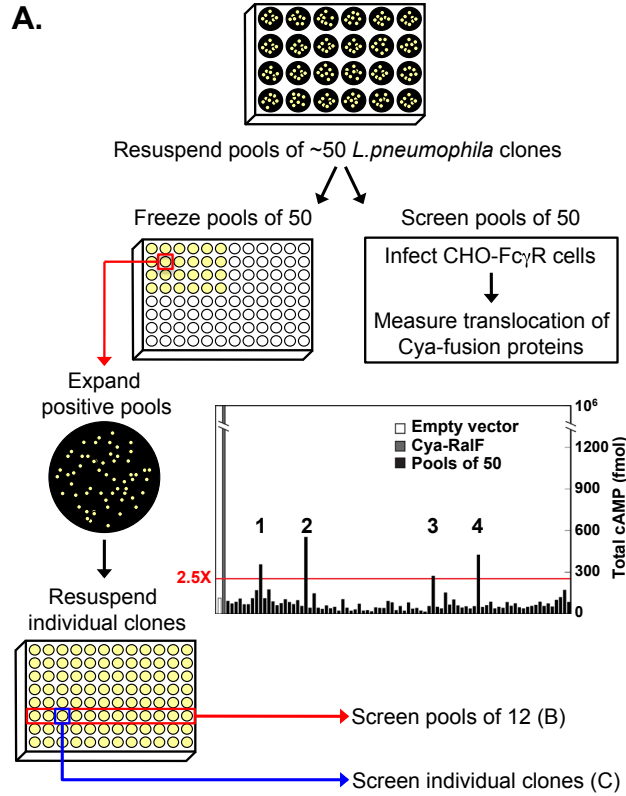 A.
Resuspend pools of ~50 L.pneumophila clones
Freeze pools of 50
Screen pools of 50
Infect CHO-FcγR cells
Measure translocation of
Cya-fusion proteins
Expand
positive pools
Empty vector
Cya-RalF
Pools of 50
1
2
3
4
2.5X
10⁶
1200
900
600
300
0
Total cAMP (fmol)
Resuspend
individual clones
Screen pools of 12 (B)
Screen individual clones (C)